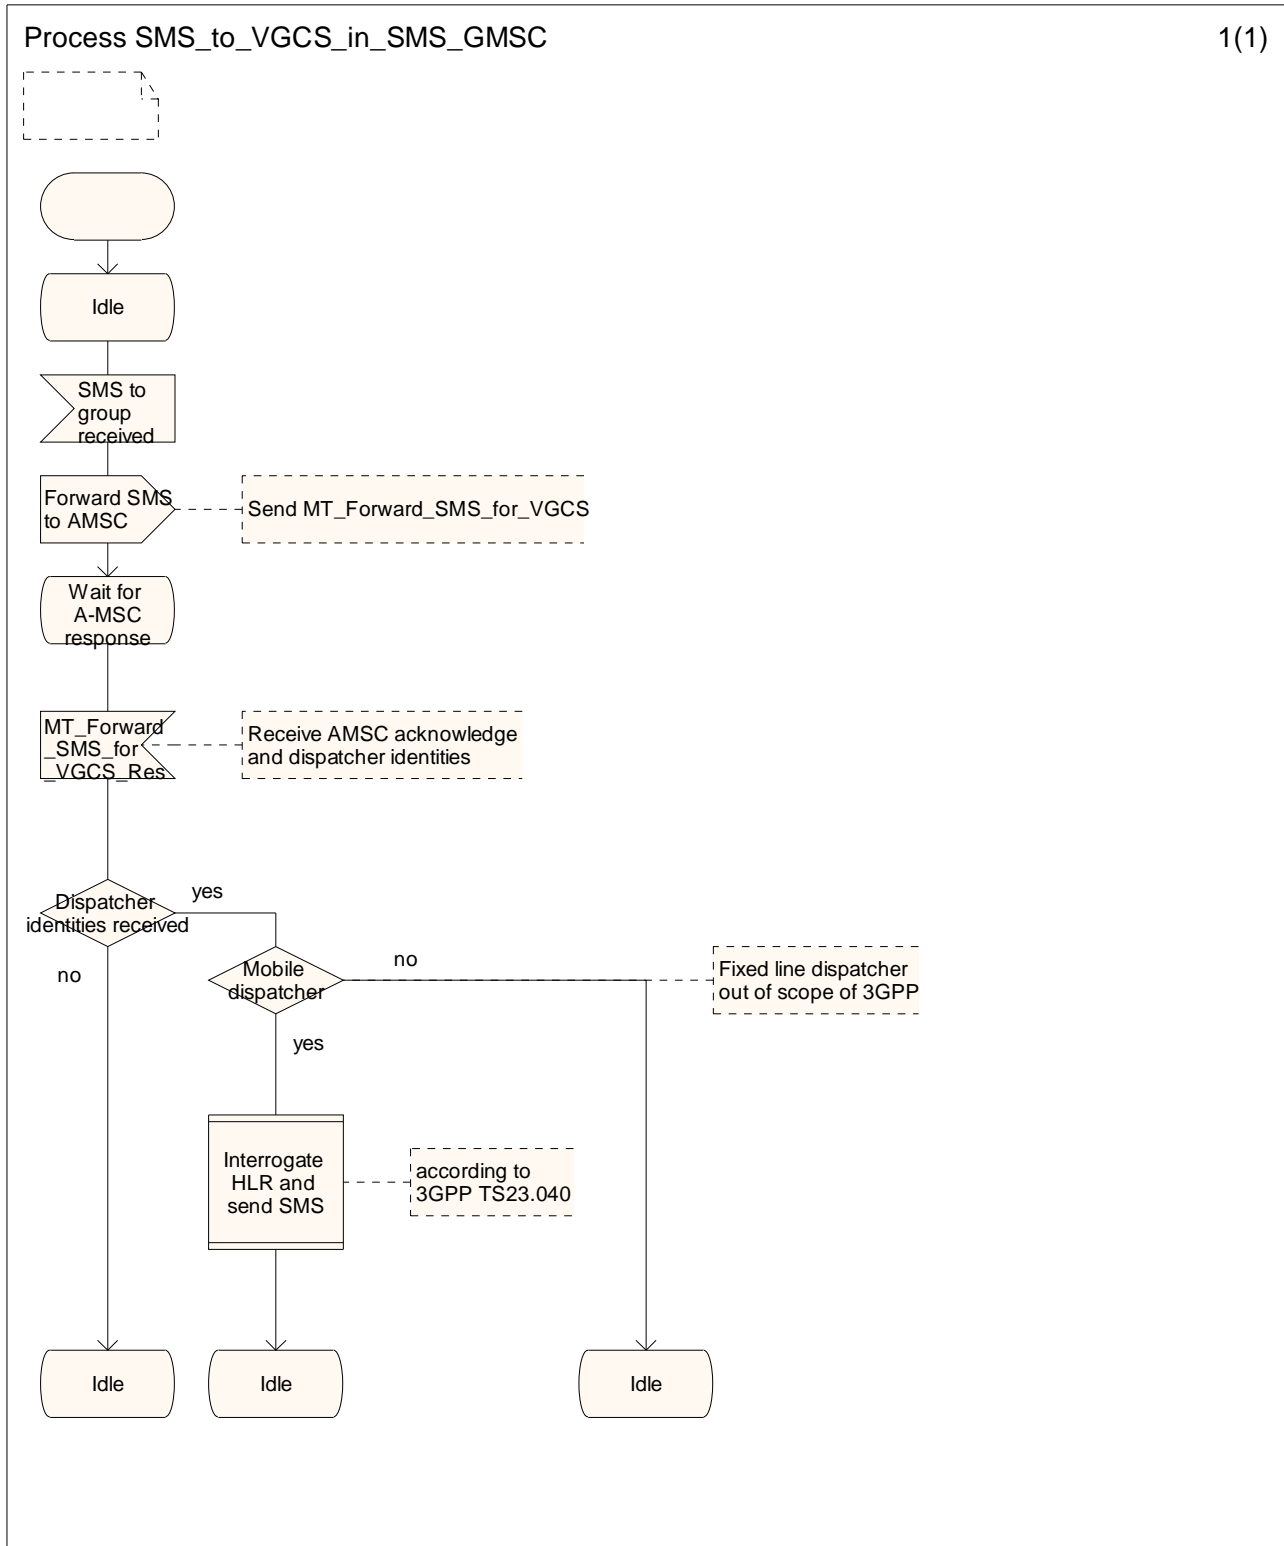 Process SMS_to_VGCS_in_SMS_GMSC
1(1)
Idle
SMS to
group
received
Forward SMS
to AMSC
Send MT_Forward_SMS_for_VGCS
Wait for
A-MSC
response
MT_Forward
_SMS_for
_VGCS_Res
Receive AMSC acknowledge
and dispatcher identities
Dispatcher
identities received
yes
no
Mobile
dispatcher
no
Fixed line dispatcher
out of scope of 3GPP
yes
Interrogate
HLR and
send SMS
according to
3GPP TS23.040
Idle
Idle
Idle